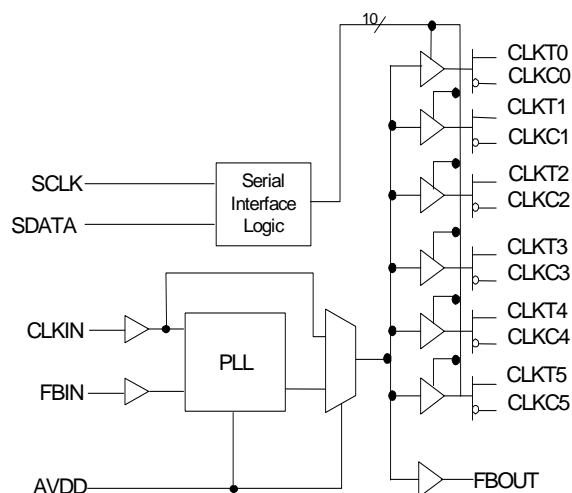 10
CLKT0
CLKC0
CLKT1
CLKC1
CLKT2
CLKC2
CLKT3
CLKC3
CLKT4
CLKC4
CLKT5
CLKC5
FBOUT
SCLK
SDATA
Serial
Interface
Logic
CLKIN
FBIN
PLL
AVDD